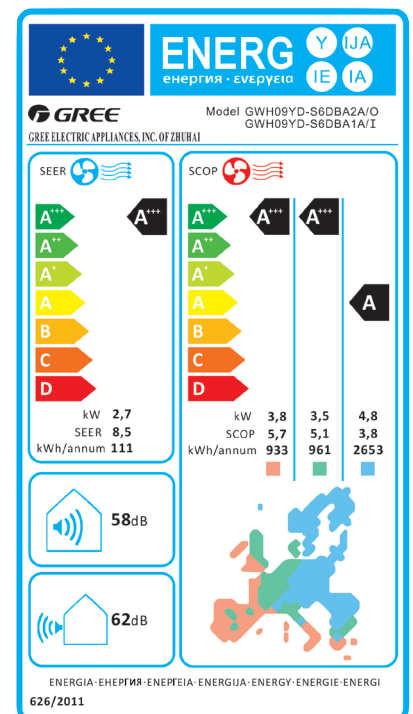 ENERG
енергия · ενεργεια
Y IJA
IE IA
GREE
GREE ELECTRIC APPLIANCES, INC. OF ZHUHAI
Model GWH09YD-S6DBA2A/O
GWH09YD-S6DBA1A/I
SEER
A+++ A+++
A++
A+
A
B
C
D
kW 2,7
SEER 8,5
kWh/annum 111
SCOP
A+++ A+++ A+++
A++
A+
A A
B
C
D
kW 3,8 3,5 4,8
SCOP 5,7 5,1 3,8
kWh/annum 933 961 2653
58dB
62dB
ENERGIA·ЕНЕРГИЯ·ΕΝΕΡΓΕΙΑ·ENERGIJA·ENERGY·ENERGIE·ENERGI
626/2011